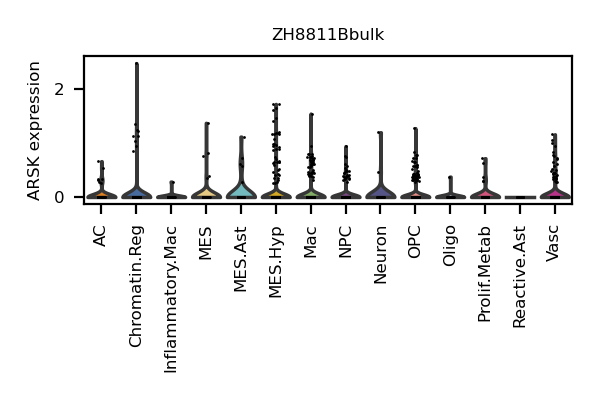 ZH8811Bbulk
ARSK expression
2
0
AC
Chromatin.Reg
Inflammatory.Mac
MES
MES.Ast
MES.Hyp
Mac
NPC
Neuron
OPC
Oligo
Prolif.Metab
Reactive.Ast
Vasc